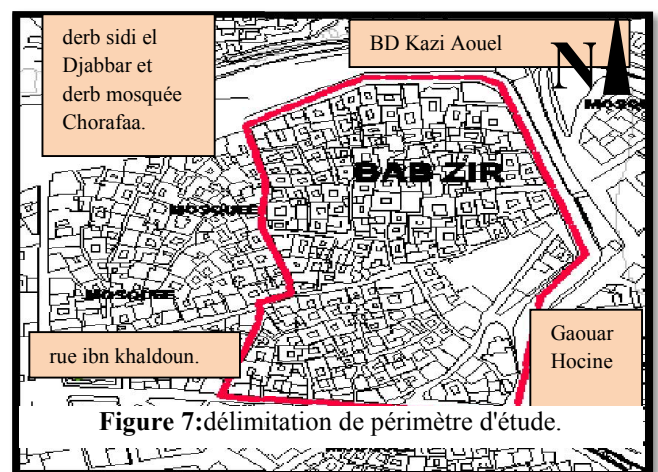 derb sidi el
Djabbar et
derb mosquée
Chorafaa.
BD Kazi Aouel
N
BAB ZIR
MOSQUEE
MOSQUEE
rue ibn khaldoun.
Gaouar
Hocine
Figure 7:délimitation de périmètre d'étude.